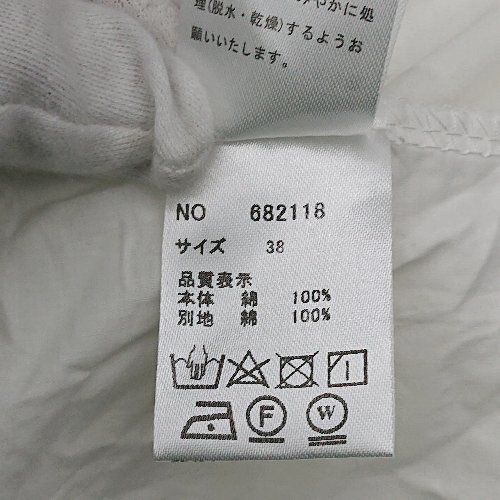 やかに処
理(脱水・乾燥)するようお
願いいたします。
NO 682118
サイズ 38
品質表示
本体 綿 100%
別地 綿 100%
F W